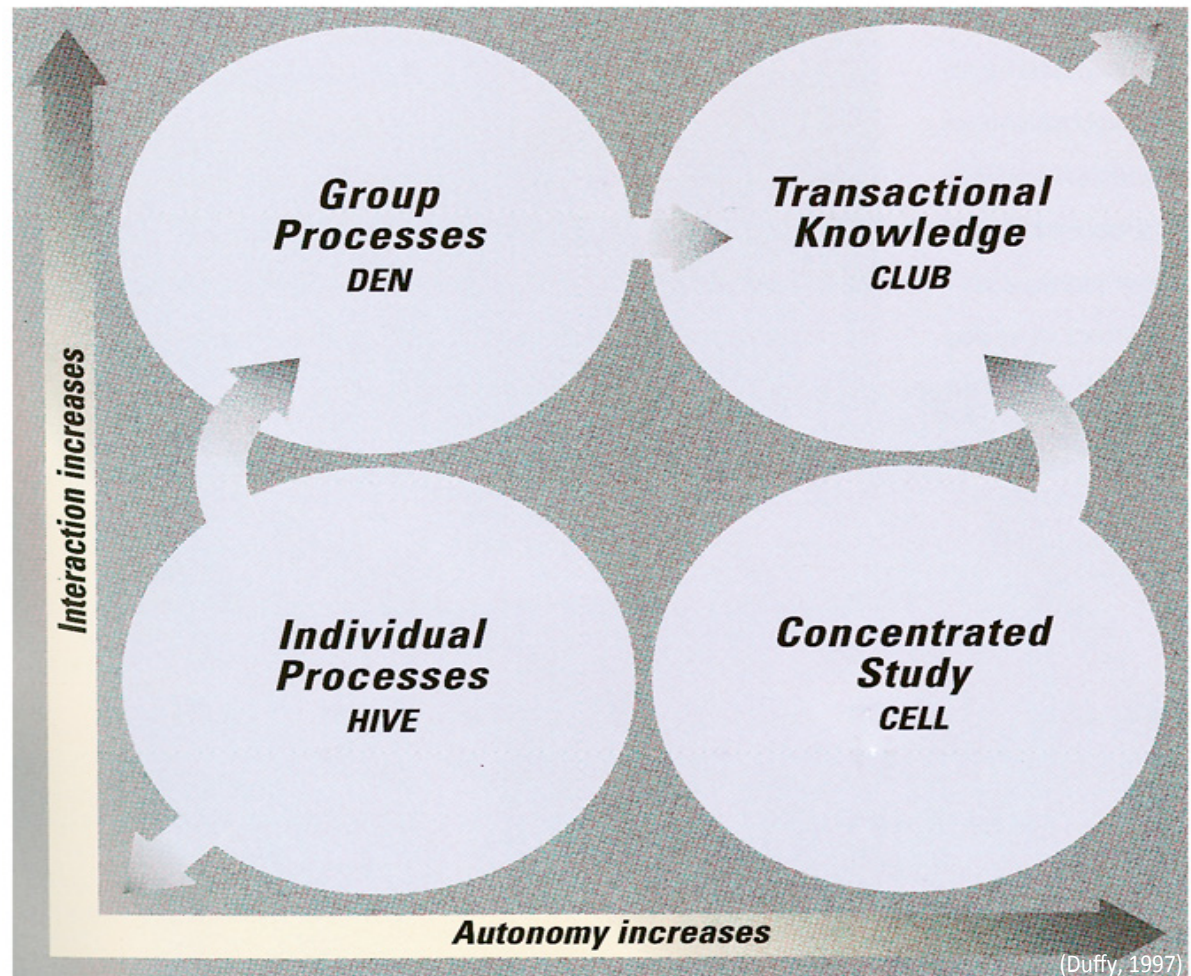 Group
Processes
DEN
Transactional
Knowledge
CLUB
Interaction increases
Individual
Processes
HIVE
Concentrated
Study
CELL
Autonomy increases
(Duffy, 1997)